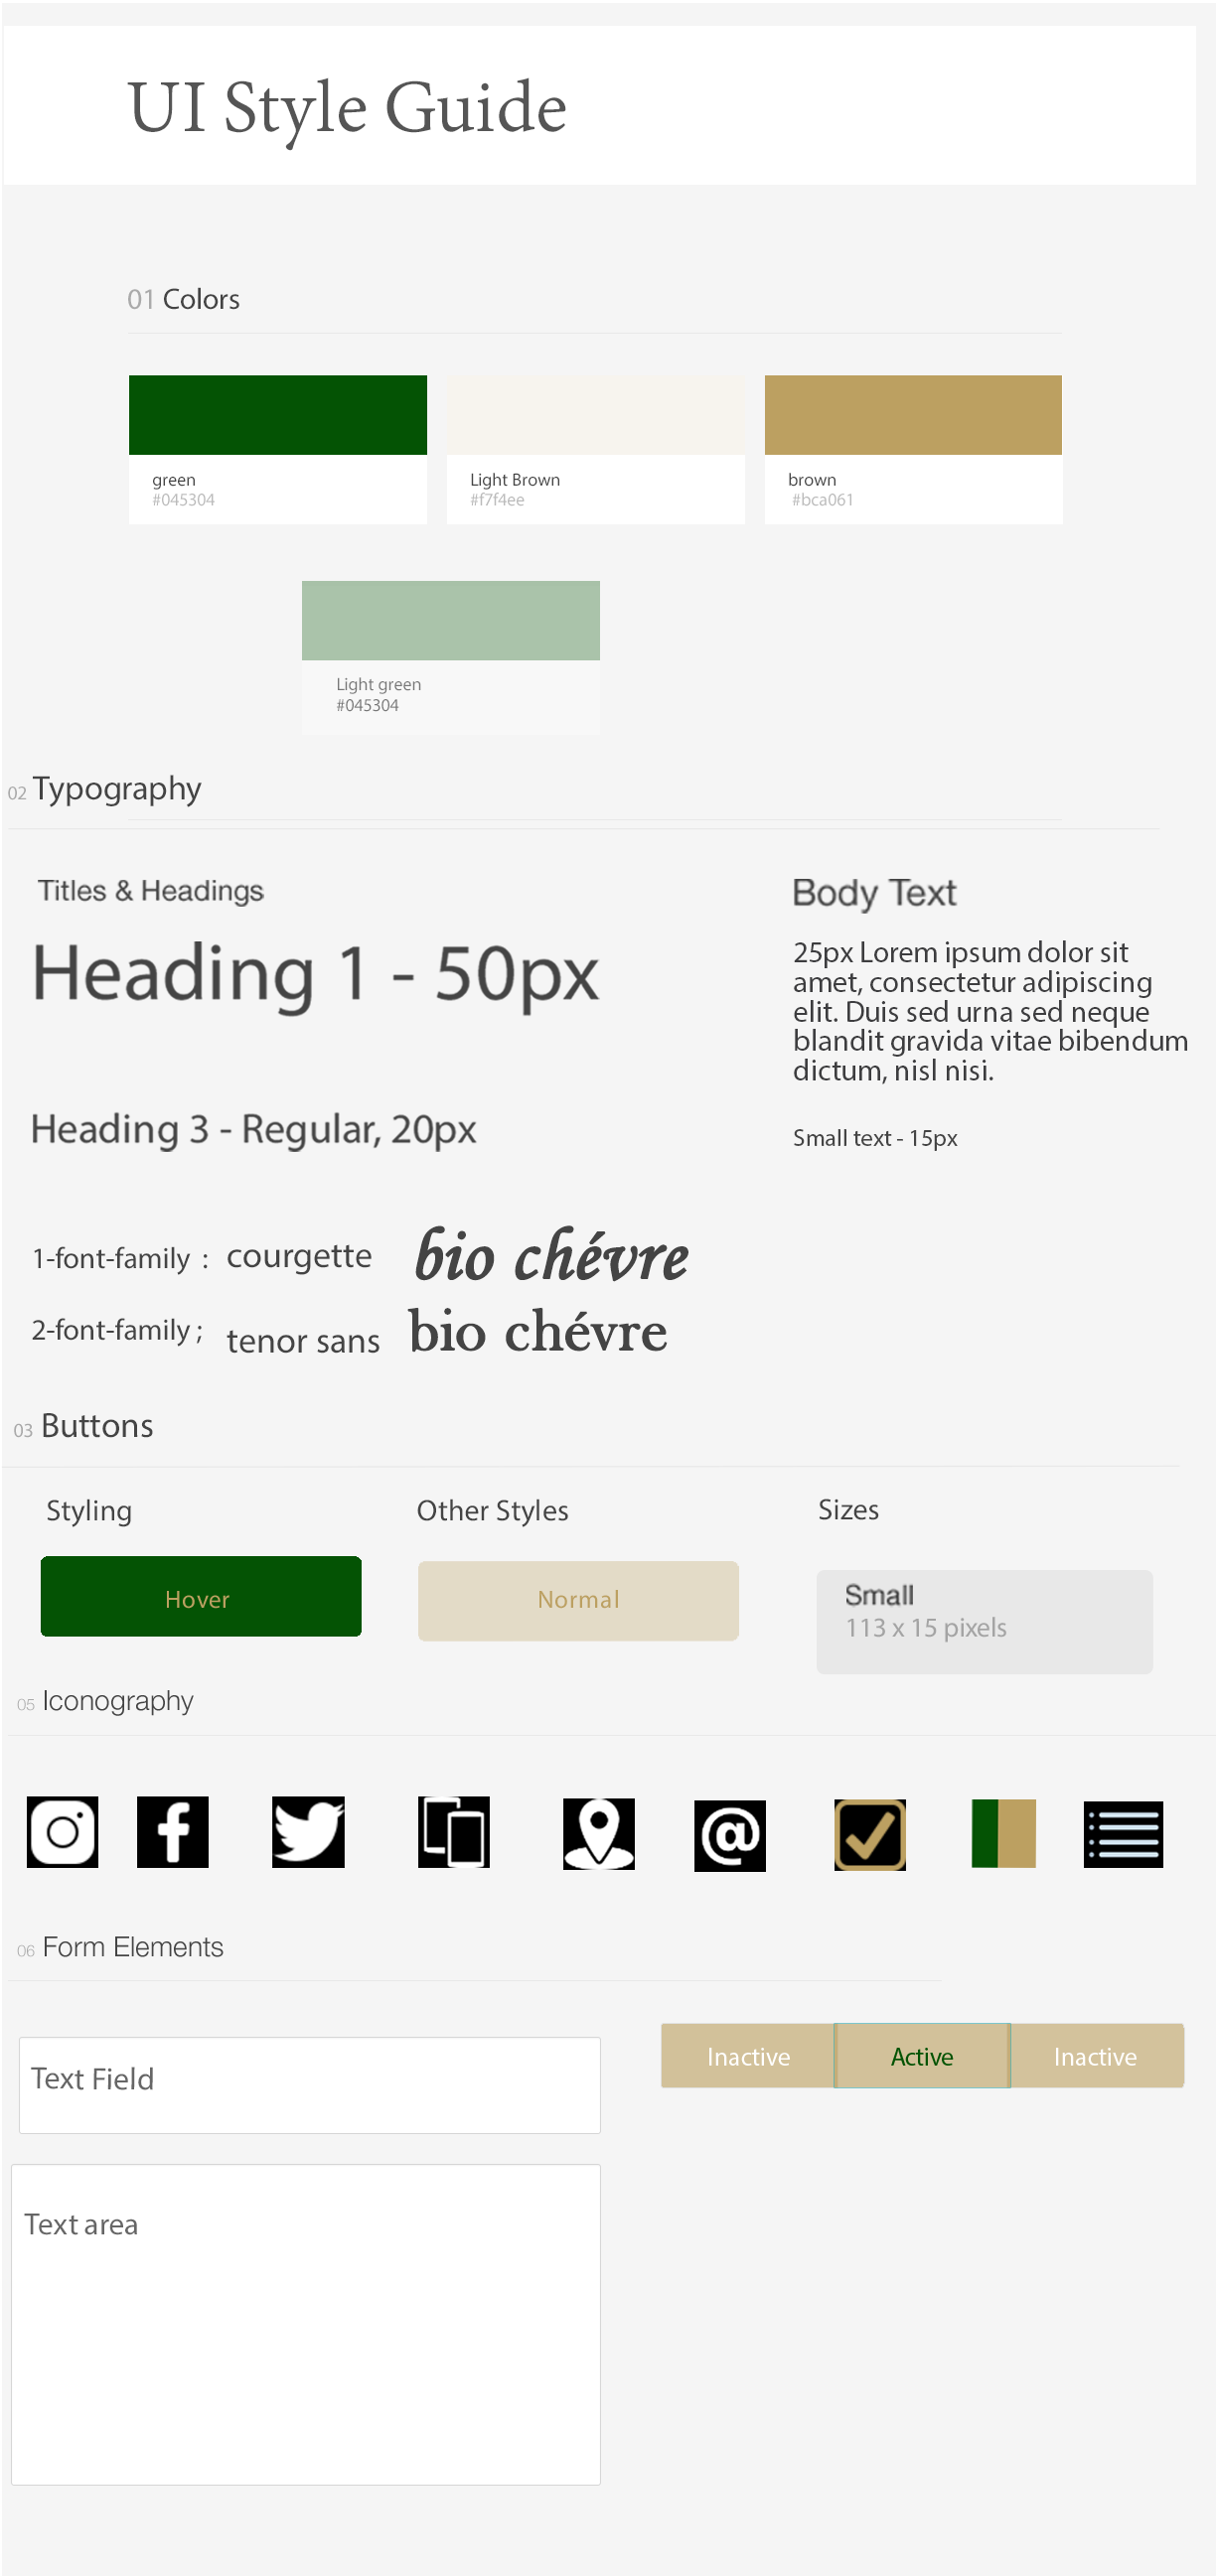 UI Style Guide
01 Colors
green
#045304
Light Brown
#f7f4ee
brown
#bca061
Light green
#045304
02 Typography
Titles & Headings
Heading 1 - 50px
Heading 3 - Regular, 20px
Body Text
25px Lorem ipsum dolor sit
amet, consectetur adipiscing
elit. Duis sed urna sed neque
blandit gravida vitae bibendum
dictum, nisl nisi.
Small text - 15px
1-font-family : courgette bio chévre
2-font-family ; tenor sans bio chévre
03 Buttons
Styling
Hover
Other Styles
Normal
Sizes
Small
113 x 15 pixels
05 Iconography
06 Form Elements
Text Field
Inactive Active Inactive
Text area